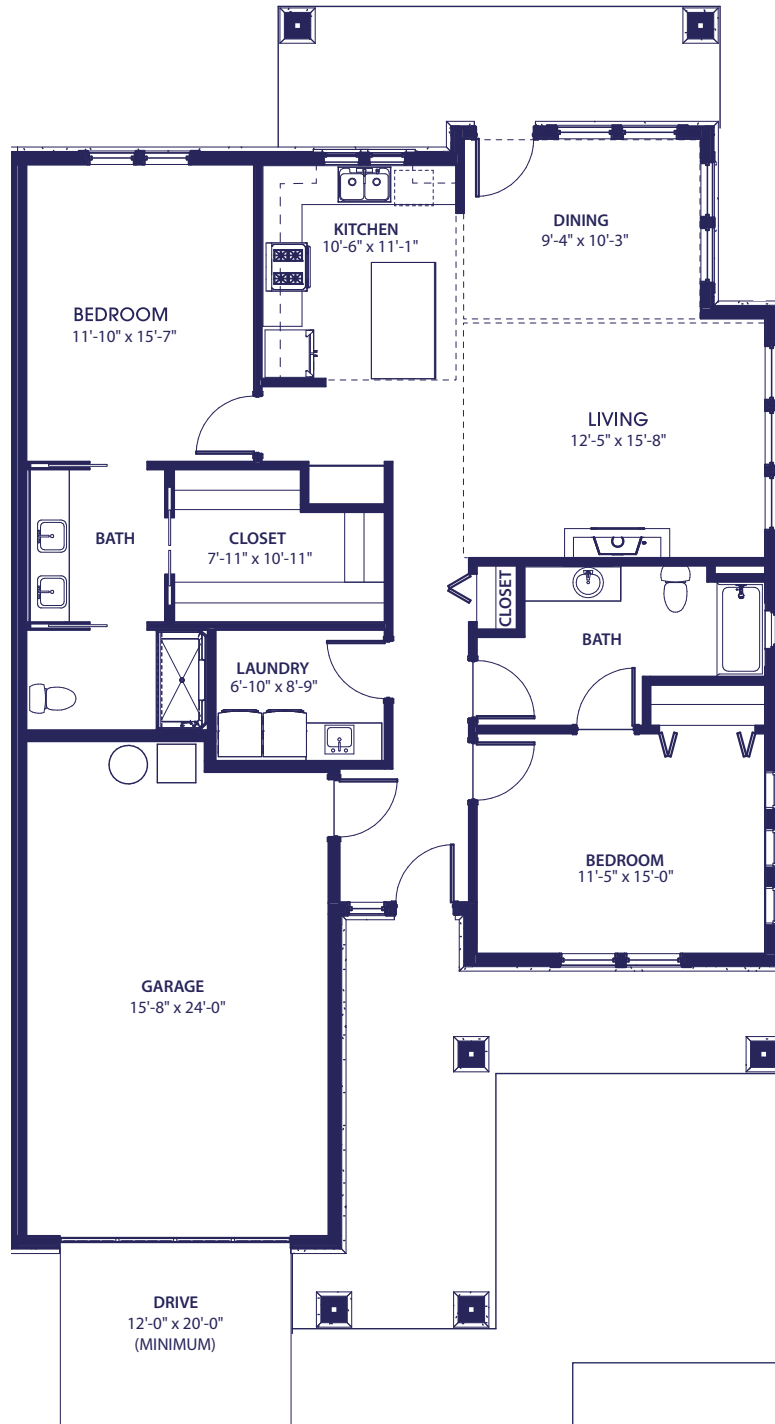 KITCHEN
10'-6" x 11'-1"
DINING
9'-4" x 10'-3"
BEDROOM
11'-10" x 15'-7"
LIVING
12'-5" x 15'-8"
BATH
CLOSET
7'-11" x 10'-11"
CLOSET
BATH
LAUNDRY
6'-10" x 8'-9"
BEDROOM
11'-5" x 15'-0"
GARAGE
15'-8" x 24'-0"
DRIVE
12'-0" x 20'-0"
(MINIMUM)